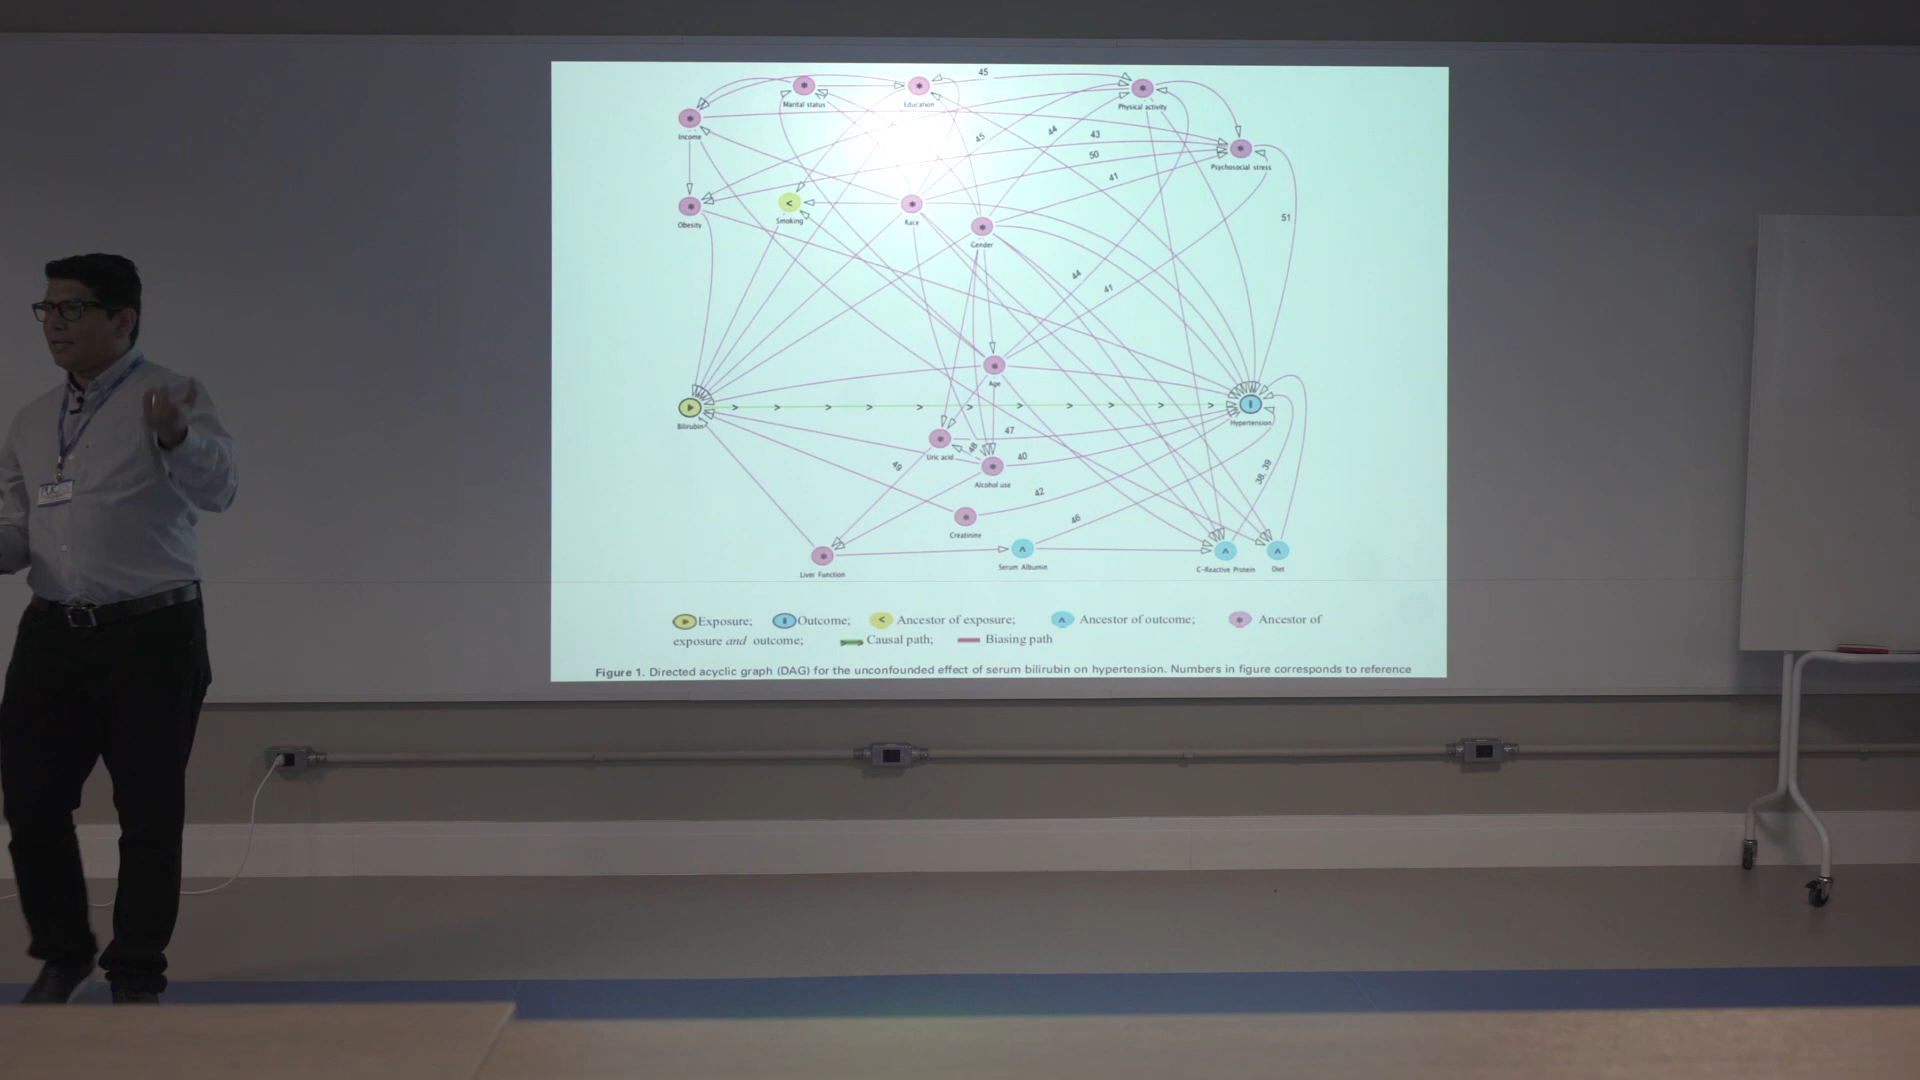 45
Marital status
Education
Physical activity
Income
45
44
43
50
Psychosocial stress
41
Obesity
Smoking
Race
Gender
51
44
41
Age
Bilirubin
Hypertension
47
48
Uric acid
40
49
Alcohol use
38, 39
42
46
Creatinine
Liver Function
Serum Albumin
C-Reactive Protein
Diet
Exposure; Outcome; Ancestor of exposure; Ancestor of outcome; Ancestor of
exposure and outcome; Causal path; Biasing path
Figure 1. Directed acyclic graph (DAG) for the unconfounded effect of serum bilirubin on hypertension. Numbers in figure corresponds to reference